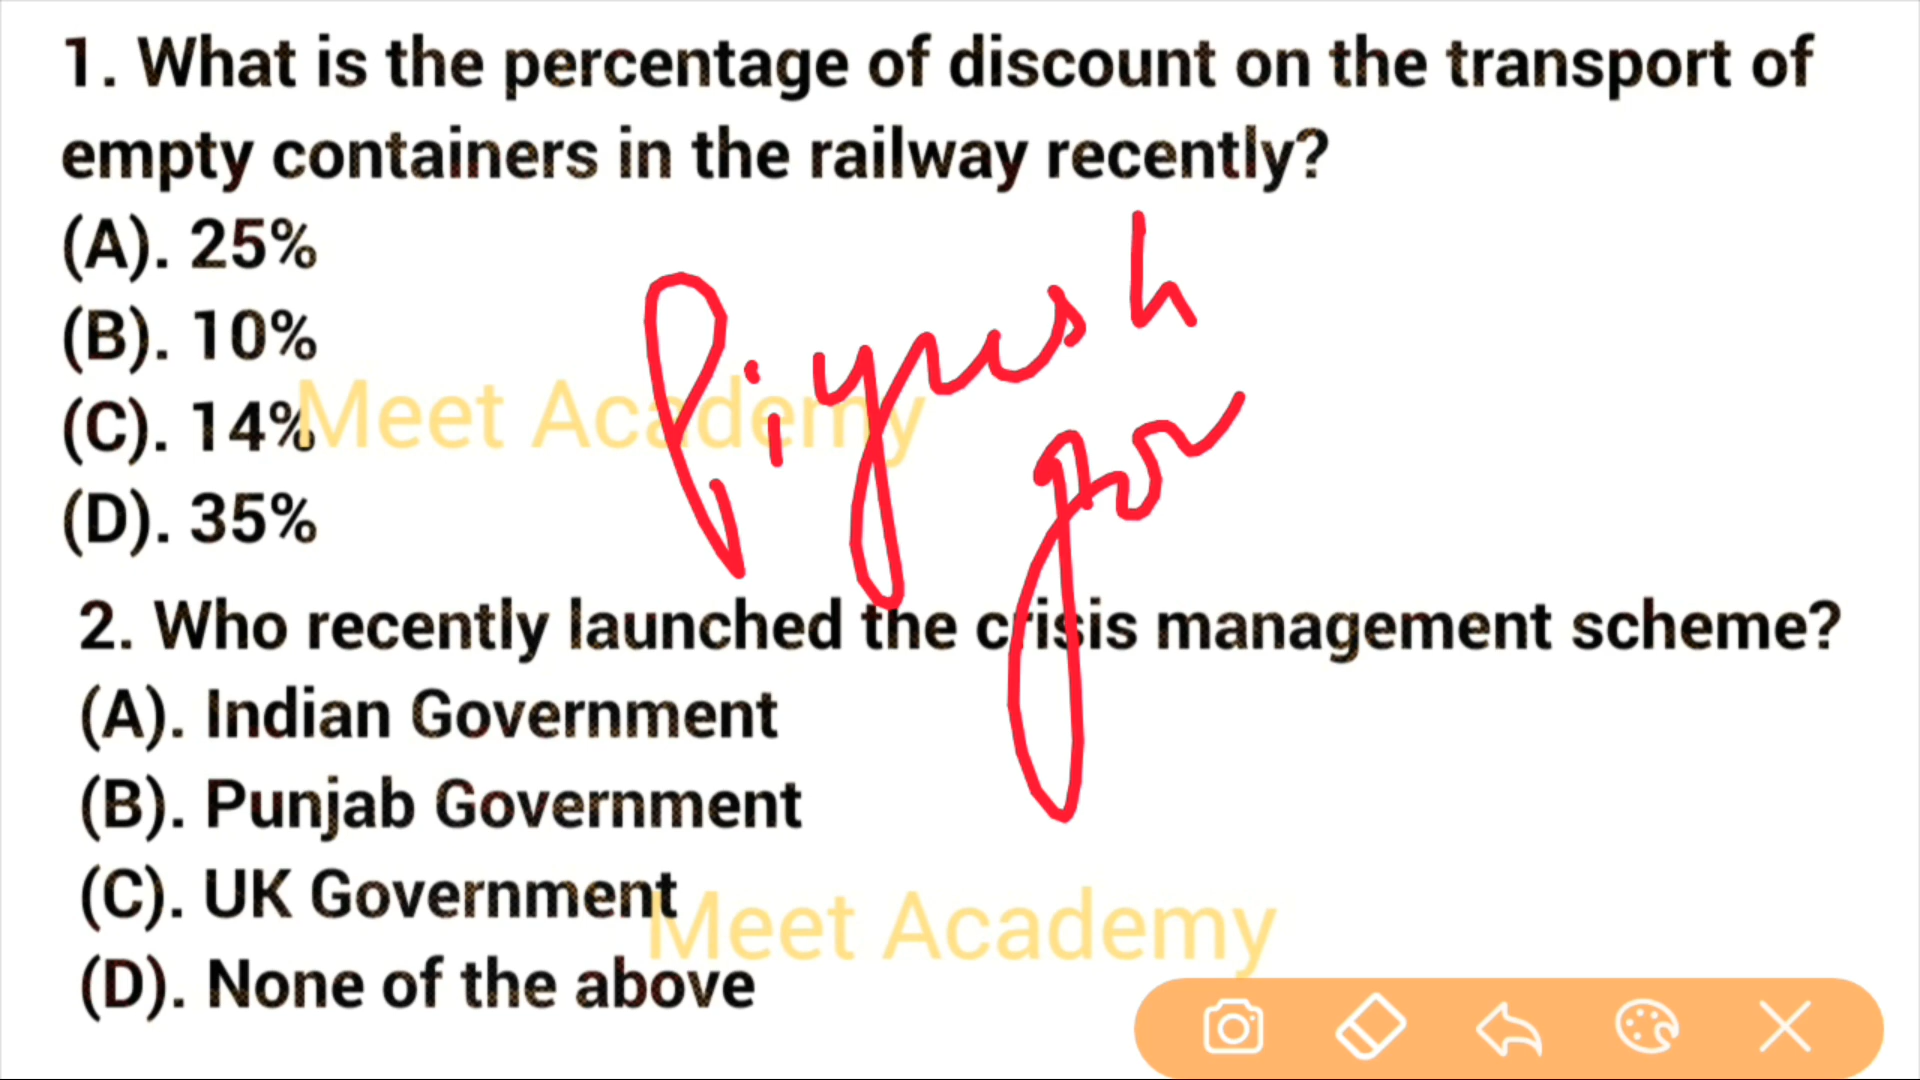 1. What is the percentage of discount on the transport of
empty containers in the railway recently?
(A). 25%
(B). 10%
(C). 14%
(D). 35%
Piyush
Meet Academy
2. Who recently launched the crisis management scheme?
(A). Indian Government
(B). Punjab Government
(C). UK Government
(D). None of the above
Meet Academy